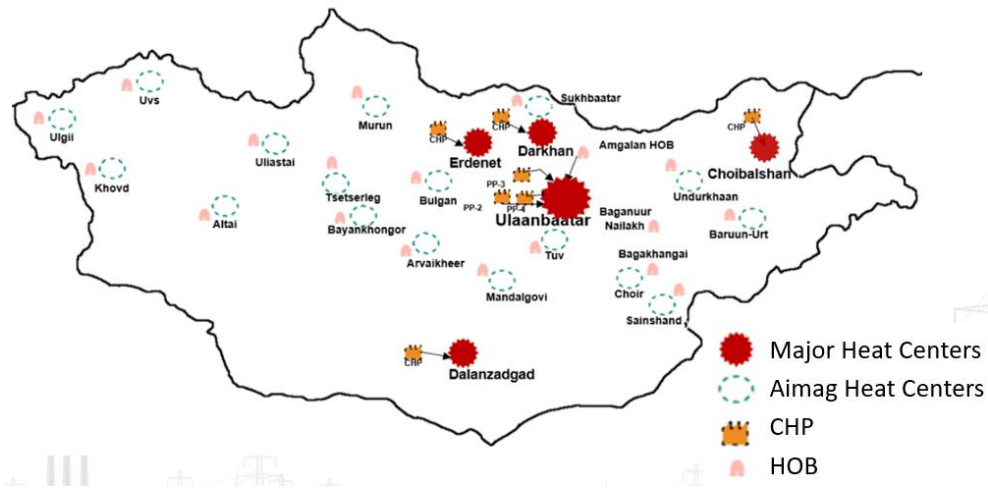 Uvs
Ulgii
Khovd
Uliastai
Altai
Murun
Tsetserleg
Bayankhongor
Arvaikheer
Bulgan
CHP
Erdenet
CHP
Darkhan
Sukhbaatar
Amgalan HOB
PP-3
PP-2
PP-4
Ulaanbaatar
Tuv
Mandalgovi
Baganuur
Nailakh
Bagakhangai
Choir
Sainshand
Undurkhaan
Baruun-Urt
CHP
Choibalshan
CHP
Dalanzadgad
Major Heat Centers
Aimag Heat Centers
CHP
HOB